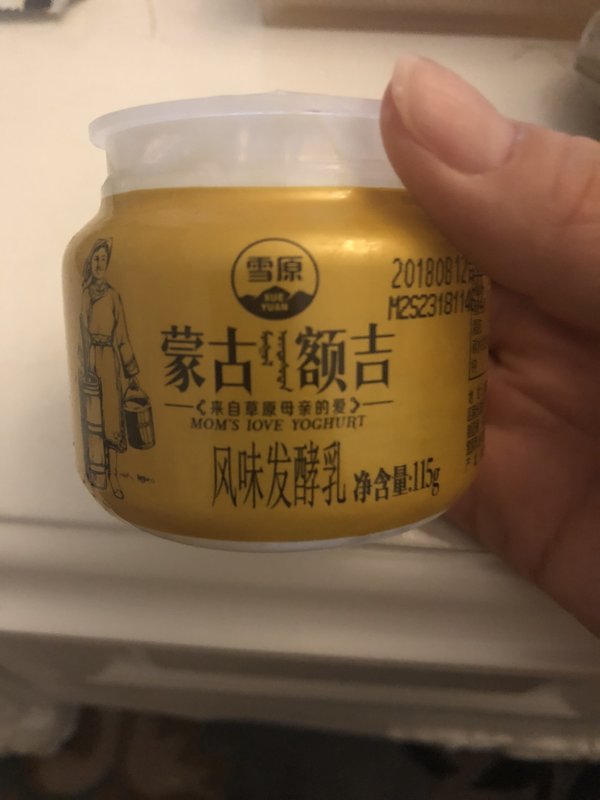 雪原
XUE
YUAN
20180812
M2S2318114
蒙古 额吉
来自草原母亲的爱
MOM'S LOVE YOGHURT
风味发酵乳 净含量:115g